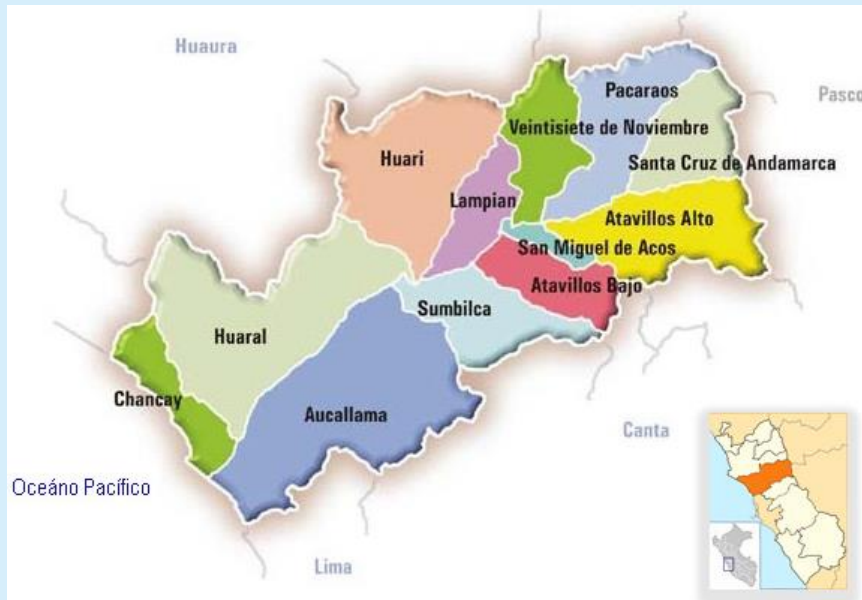 Huaura
Pacaraos
Pasco
Veintisiete de Noviembre
Huari
Santa Cruz de Andamarca
Lampian
Atavillos Alto
San Miguel de Acos
Atavillos Bajo
Sumbilca
Huaral
Chancay
Aucallama
Canta
Oceáno Pacífico
Lima